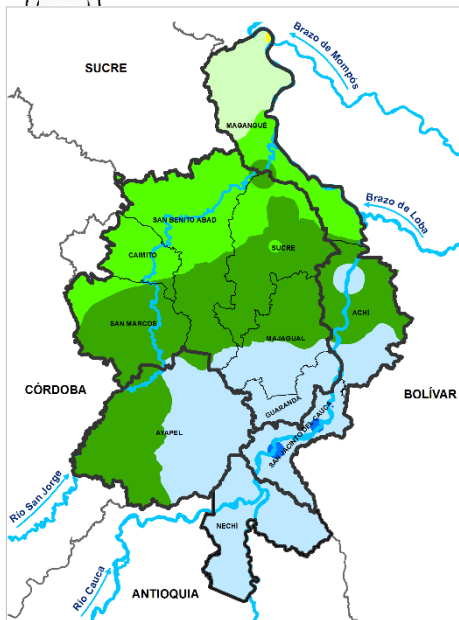 SUCRE
Brazo de Mompós
MAGANGUÉ
Brazo de Loba
SAN BENITO ABAD
SUCRE
CAIMITO
ACHÍ
SAN MARCOS
MAJAGUAL
CÓRDOBA
BOLÍVAR
GUARANDA
AYAPEL
SAN JACINTO DEL CAUCA
Río San Jorge
NECHÍ
Río Cauca
ANTIOQUIA